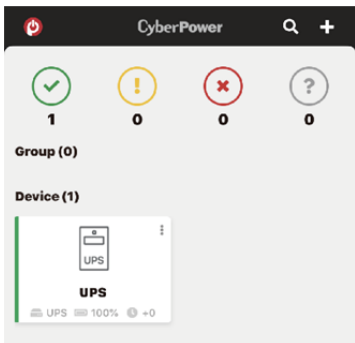 CyberPower
1 0 0 0
Group (0)
Device (1)
UPS
UPS
UPS 100% +0